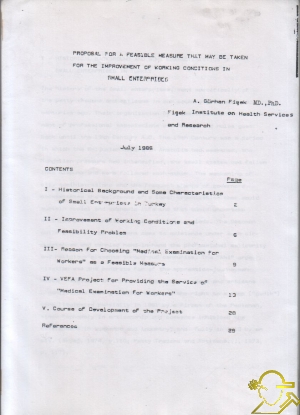 PROPOSAL FOR A FEASIBLE MEASURE THAT MAY BE TAKEN
FOR THE IMPROVEMENT OF WORKING CONDITIONS IN
SMALL ENTERPRISES
A. Gürhan Fişek MD.,PhD.
Fişek Institute on Health Services
and Research
July 1988
CONTENTS
Page
I - Historical Background and Some Characteristics
of Small Enterprises in Turkey
II - Improvement of Working Conditions and
Feasibility Problem 6
III- Reason for Choosing "Medical Examination for
Workers" as a Feasible Measure
IV - VEFA Project for Providing the Service of
"Medical Examination for Workers" 13
V. Course of Development of the Project
References